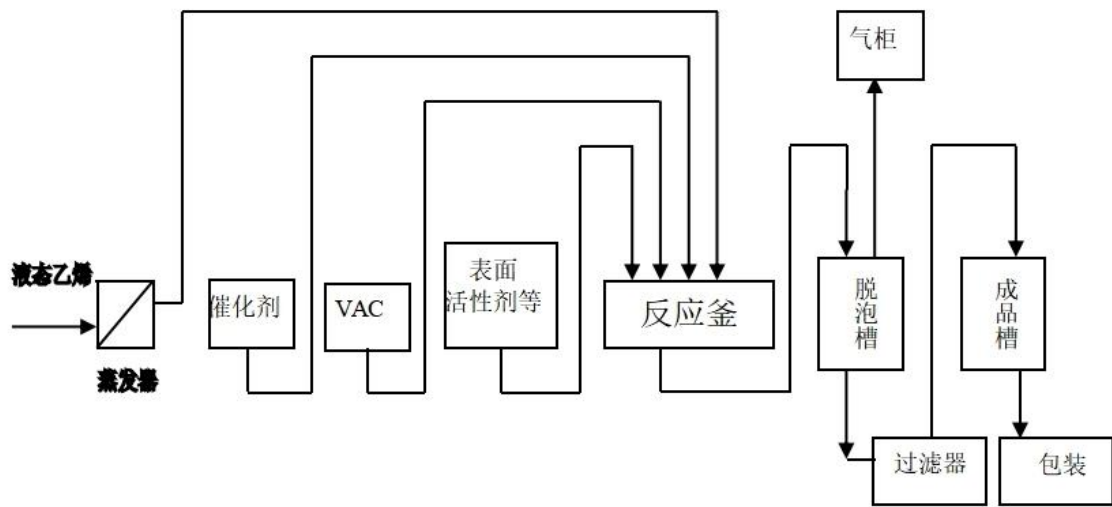 气柜
液态乙烯
蒸发器
催化剂
VAC
表面
活性剂等
反应釜
脱泡槽
成品槽
过滤器
包装